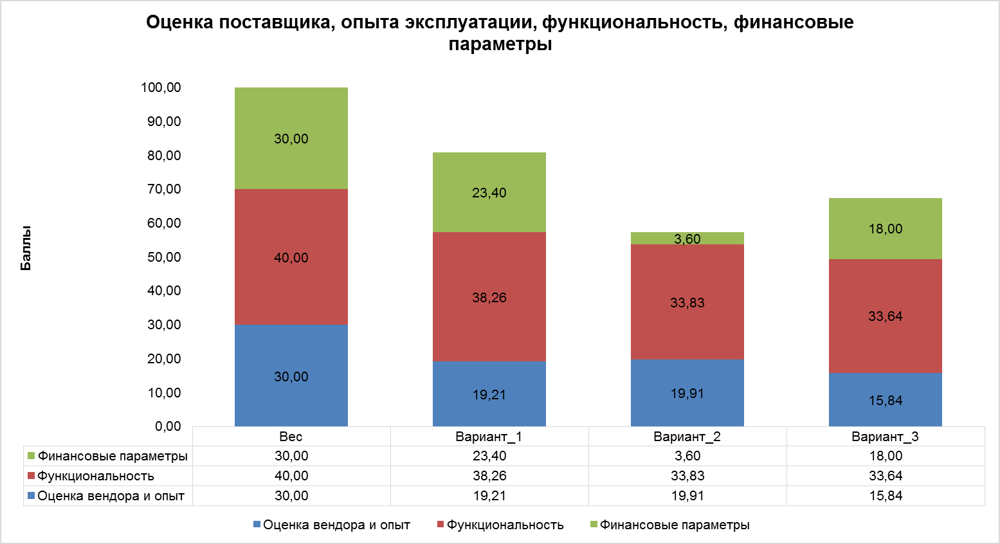 Оценка поставщика, опыта эксплуатации, функциональность, финансовые
параметры
Баллы
100,00
90,00
80,00
70,00
60,00
50,00
40,00
30,00
20,00
10,00
0,00
30,00
40,00
30,00
23,40
38,26
19,21
3,60
33,83
19,91
18,00
33,64
15,84
Вес Вариант_1 Вариант_2 Вариант_3
Финансовые параметры 30,00 23,40 3,60 18,00
Функциональность 40,00 38,26 33,83 33,64
Оценка вендора и опыт 30,00 19,21 19,91 15,84
Оценка вендора и опыт Функциональность Финансовые параметры